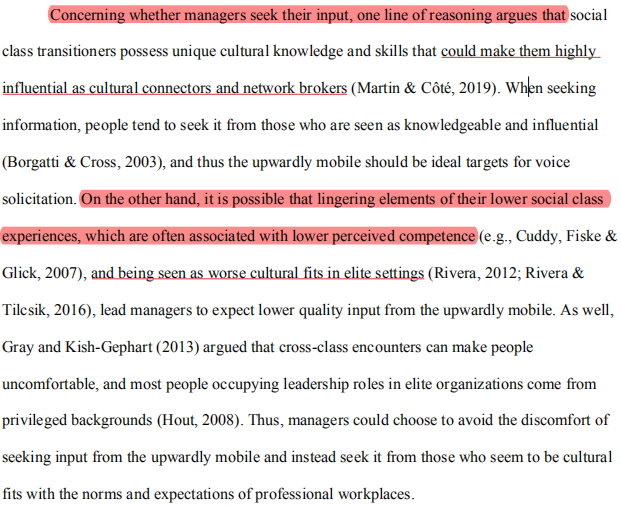 Concerning whether managers seek their input, one line of reasoning argues that social
class transitioners possess unique cultural knowledge and skills that could make them highly
influential as cultural connectors and network brokers (Martin & Côté, 2019). When seeking
information, people tend to seek it from those who are seen as knowledgeable and influential
(Borgatti & Cross, 2003), and thus the upwardly mobile should be ideal targets for voice
solicitation. On the other hand, it is possible that lingering elements of their lower social class
experiences, which are often associated with lower perceived competence (e.g., Cuddy, Fiske &
Glick, 2007), and being seen as worse cultural fits in elite settings (Rivera, 2012; Rivera &
Tilcsik, 2016), lead managers to expect lower quality input from the upwardly mobile. As well,
Gray and Kish-Gephart (2013) argued that cross-class encounters can make people
uncomfortable, and most people occupying leadership roles in elite organizations come from
privileged backgrounds (Hout, 2008). Thus, managers could choose to avoid the discomfort of
seeking input from the upwardly mobile and instead seek it from those who seem to be cultural
fits with the norms and expectations of professional workplaces.